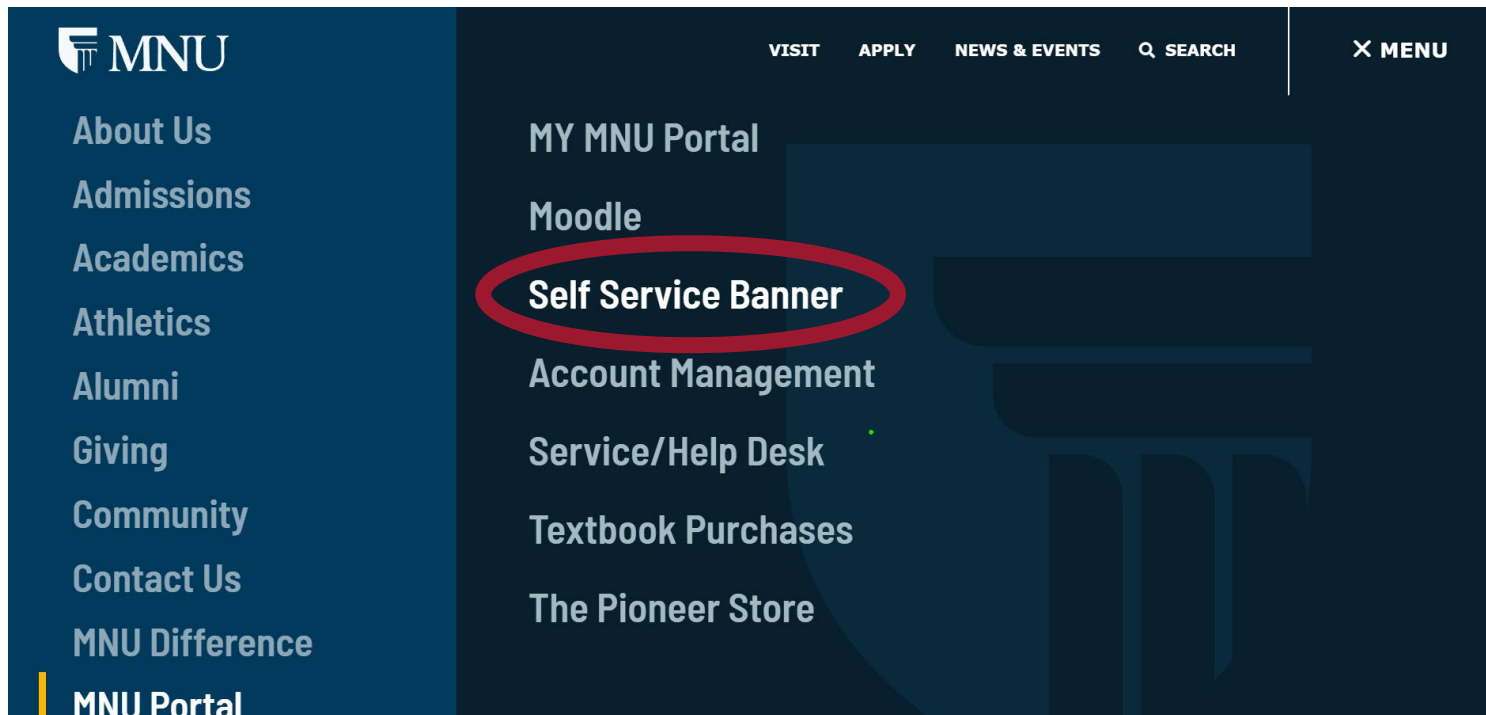 MNU
VISIT APPLY NEWS & EVENTS SEARCH MENU
About Us
Admissions
Academics
Athletics
Alumni
Giving
Community
Contact Us
MNU Difference
MNU Portal
MY MNU Portal
Moodle
Self Service Banner
Account Management
Service/Help Desk
Textbook Purchases
The Pioneer Store